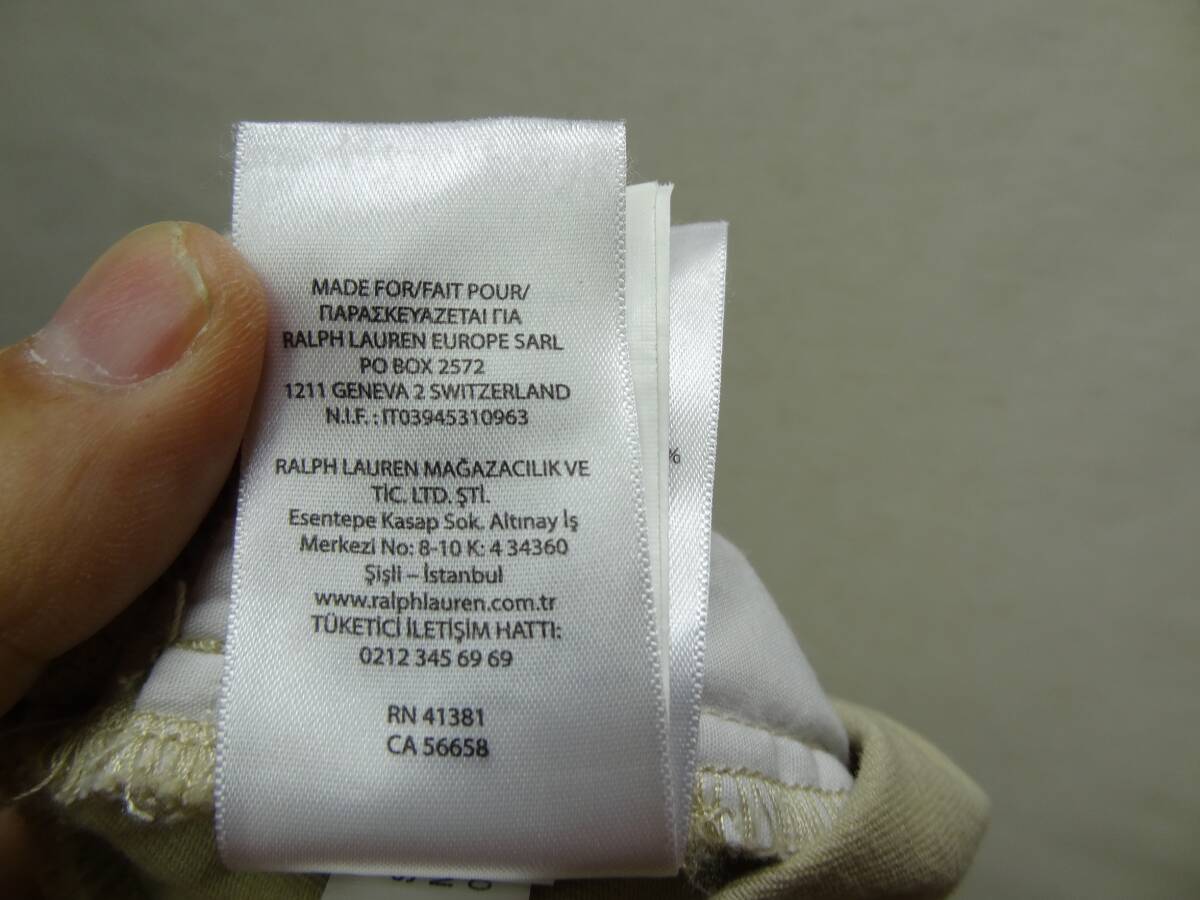 MADE FOR/FAIT POUR/
ΠΑΡΑΣΚΕΥΑΖΕΤΑΙ ΓΙΑ
RALPH LAUREN EUROPE SARL
PO BOX 2572
1211 GENEVA 2 SWITZERLAND
N.I.F. : IT03945310963
RALPH LAUREN MAĞAZACILIK VE
TİC. LTD. ŞTİ.
Esentepe Kasap Sok. Altınay İş
Merkezi No: 8-10 K: 4 34360
Şişli – İstanbul
www.ralphlauren.com.tr
TÜKETİCİ İLETİŞİM HATTI:
0212 345 69 69
RN 41381
CA 56658
%